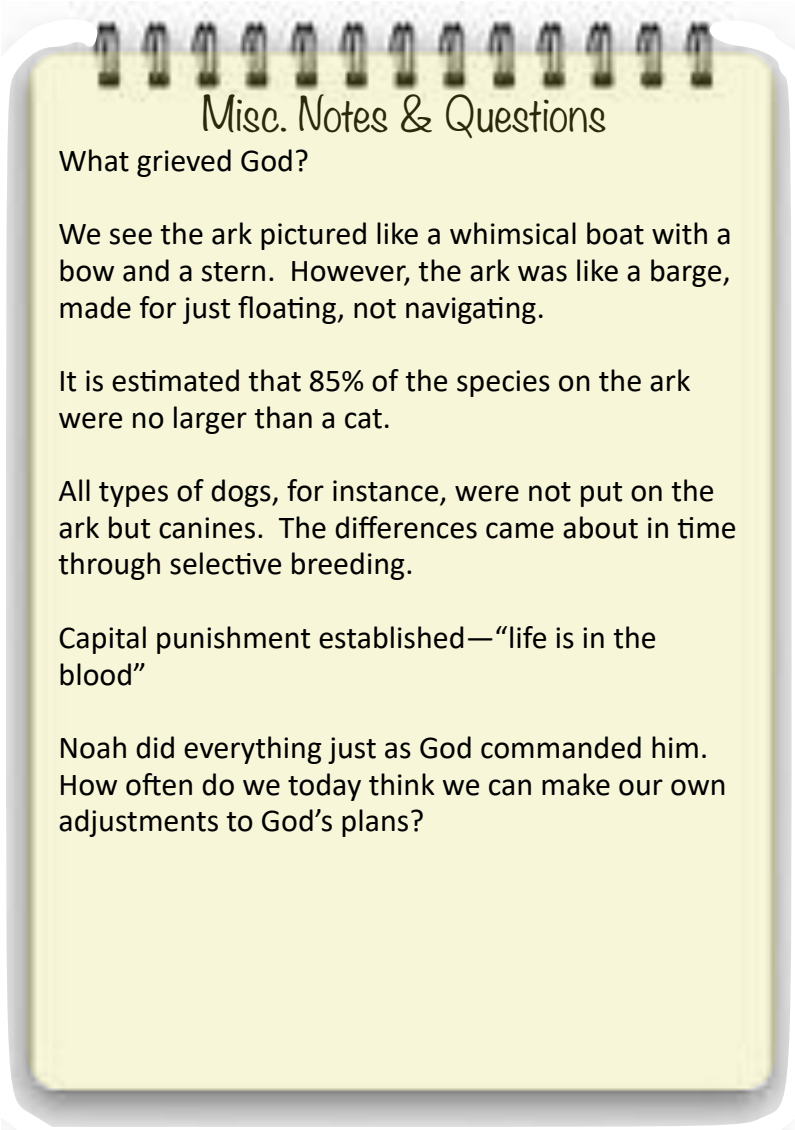 Misc. Notes & Questions
What grieved God?
We see the ark pictured like a whimsical boat with a
bow and a stern.  However, the ark was like a barge,
made for just floating, not navigating.
It is estimated that 85% of the species on the ark
were no larger than a cat.
All types of dogs, for instance, were not put on the
ark but canines.  The differences came about in time
through selective breeding.
Capital punishment established—“life is in the
blood”
Noah did everything just as God commanded him.
How often do we today think we can make our own
adjustments to God’s plans?